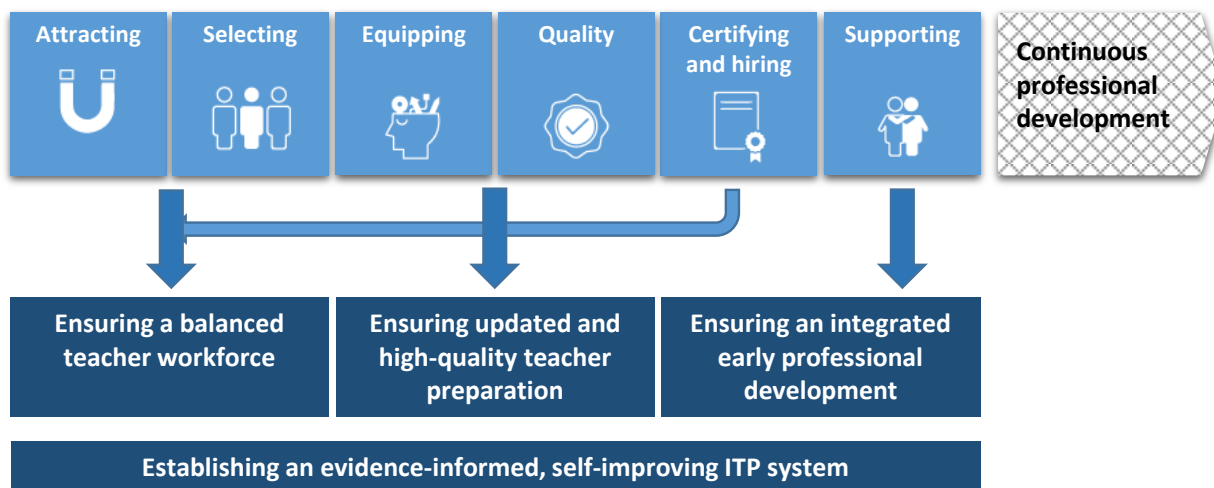 Attracting
Selecting
Equipping
Quality
Certifying
and hiring
Supporting
Continuous
professional
development
Ensuring a balanced
teacher workforce
Ensuring updated and
high-quality teacher
preparation
Ensuring an integrated
early professional
development
Establishing an evidence-informed, self-improving ITP system